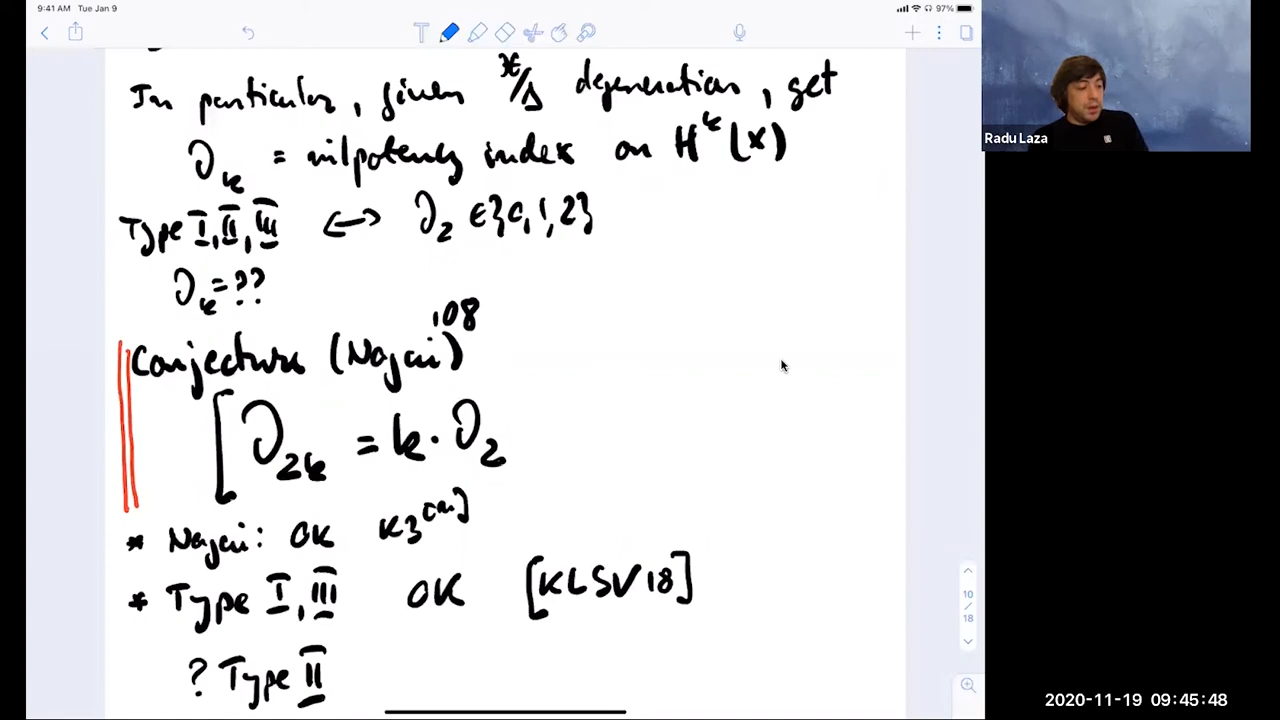 9:41 AM Tue Jan 9
97%
In particular, given 𝔛/Δ degeneration, get
ν_k = nilpotency index on H^k(X)
Type I, II, III ↔ ν_2 ∈ {0, 1, 2}
ν_k = ??
Conjecture (Nagai) '08
[ ν_2k = k · ν_2
* Nagai: OK K3^[n]
* Type I, III OK [KLSV18]
? Type II
10
/
18
Radu Laza
2020-11-19 09:45:48